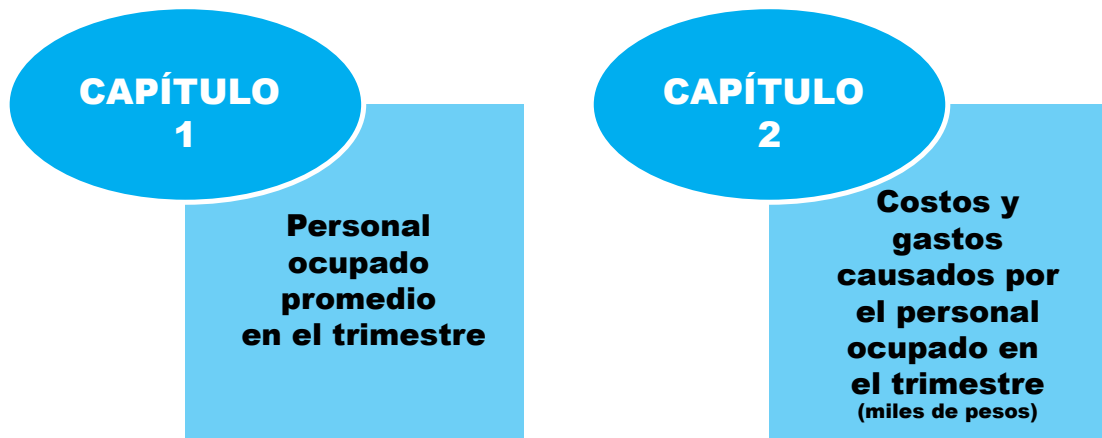 CAPÍTULO
1
Personal
ocupado
promedio
en el trimestre
CAPÍTULO
2
Costos y
gastos
causados por
el personal
ocupado en
el trimestre
(miles de pesos)